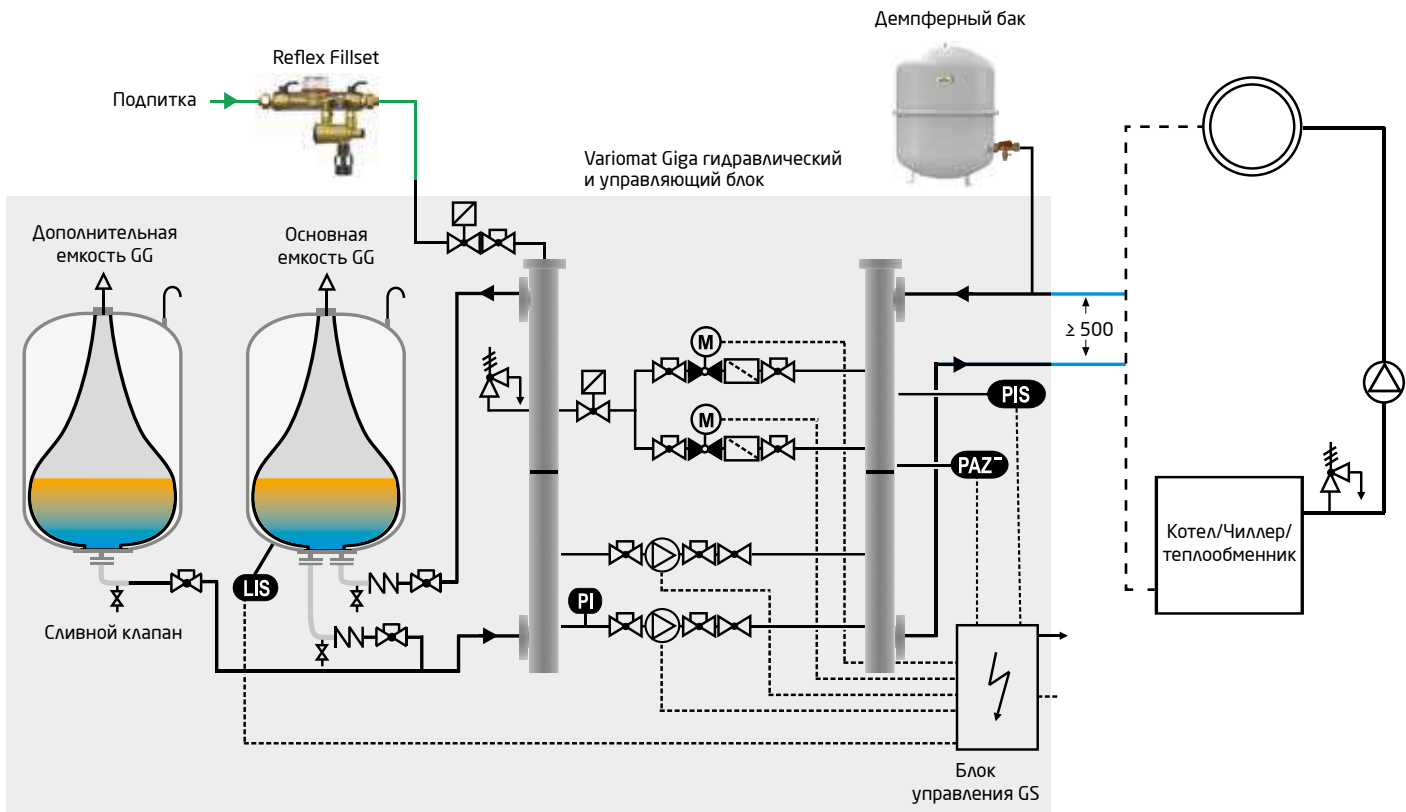 Демпферный бак
Reflex Fillset
Подпитка
Variomat Giga гидравлический
и управляющий блок
Дополнительная
емкость GG
Основная
емкость GG
≥ 500
M
PIS
M
PAZ⁻
Котел/Чиллер/
теплообменник
LIS
PI
Сливной клапан
Блок
управления GS